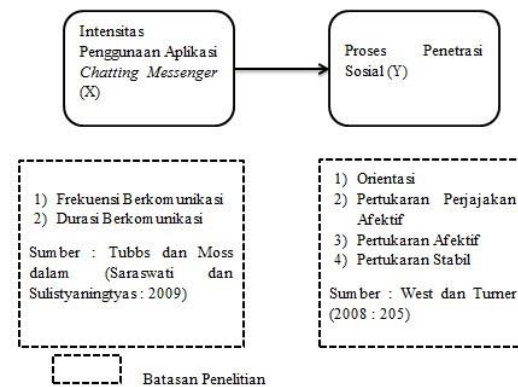 Intensitas
Penggunaan Aplikasi
Chatting Messenger
(X)
Proses Penetrasi
Sosial (Y)
1) Frekuensi Berkomunikasi
2) Durasi Berkomunikasi
Sumber : Tubbs dan Moss
dalam (Saraswati dan
Sulistyaningtyas : 2009)
1) Orientasi
2) Pertukaran Perjajakan
Afektif
3) Pertukaran Afektif
4) Pertukaran Stabil
Sumber : West dan Turner
(2008 : 205)
Batasan Penelitian